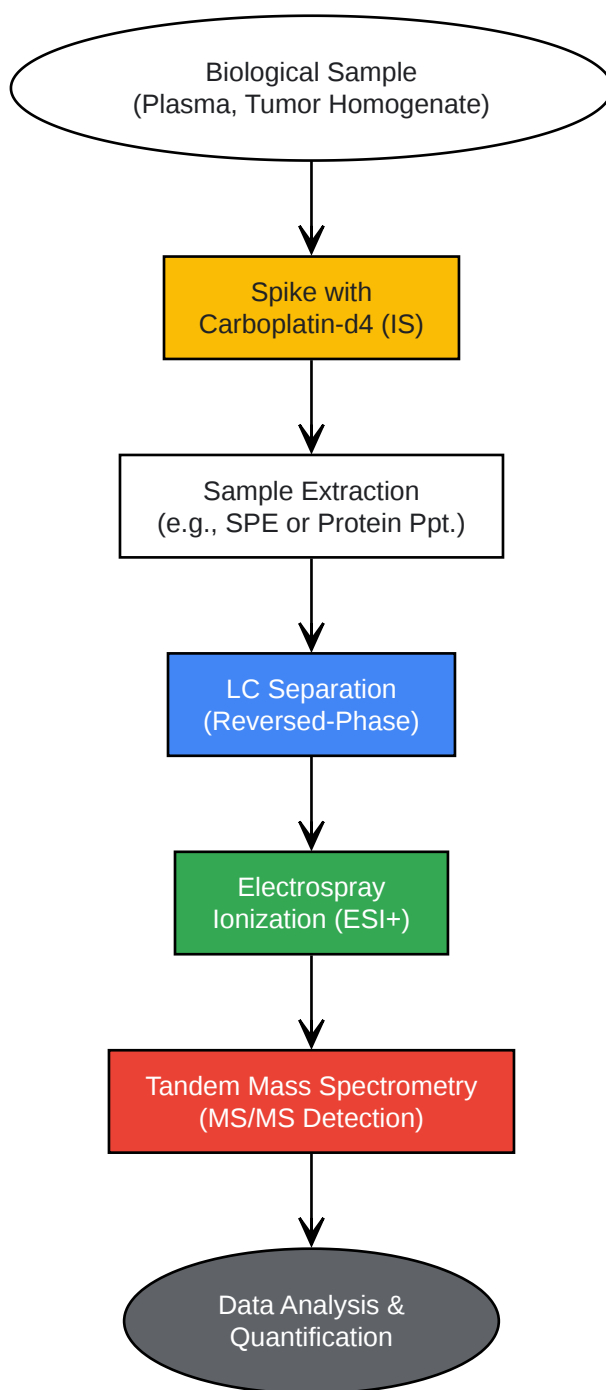 Biological Sample
(Plasma, Tumor Homogenate)
Spike with
Carboplatin-d4 (IS)
Sample Extraction
(e.g., SPE or Protein Ppt.)
LC Separation
(Reversed-Phase)
Electrospray
Ionization (ESI+)
Tandem Mass Spectrometry
(MS/MS Detection)
Data Analysis &
Quantification